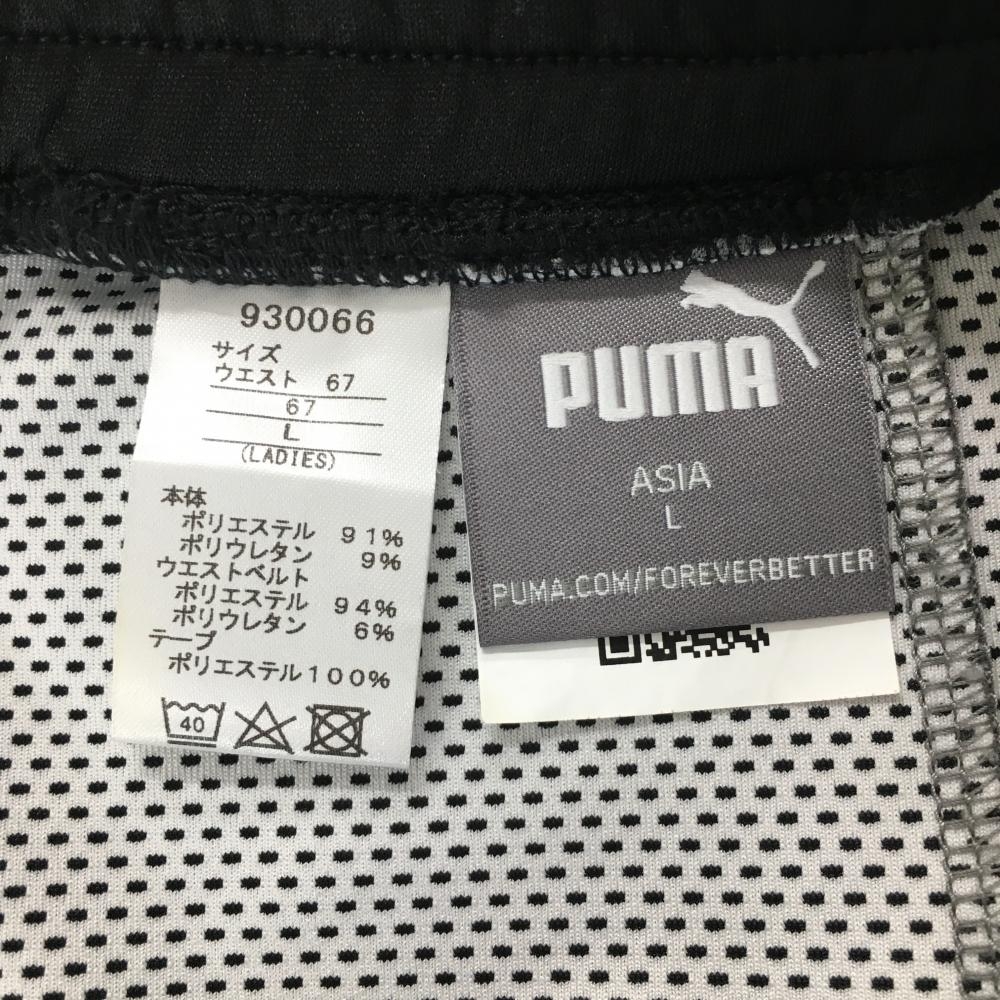 930066
サイズ
ウエスト 67
67
L
(LADIES)
本体
ポリエステル 91%
ポリウレタン 9%
ウエストベルト
ポリエステル 94%
ポリウレタン 6%
テープ
ポリエステル100%
40
PUMA
ASIA
L
PUMA.COM/FOREVERBETTER